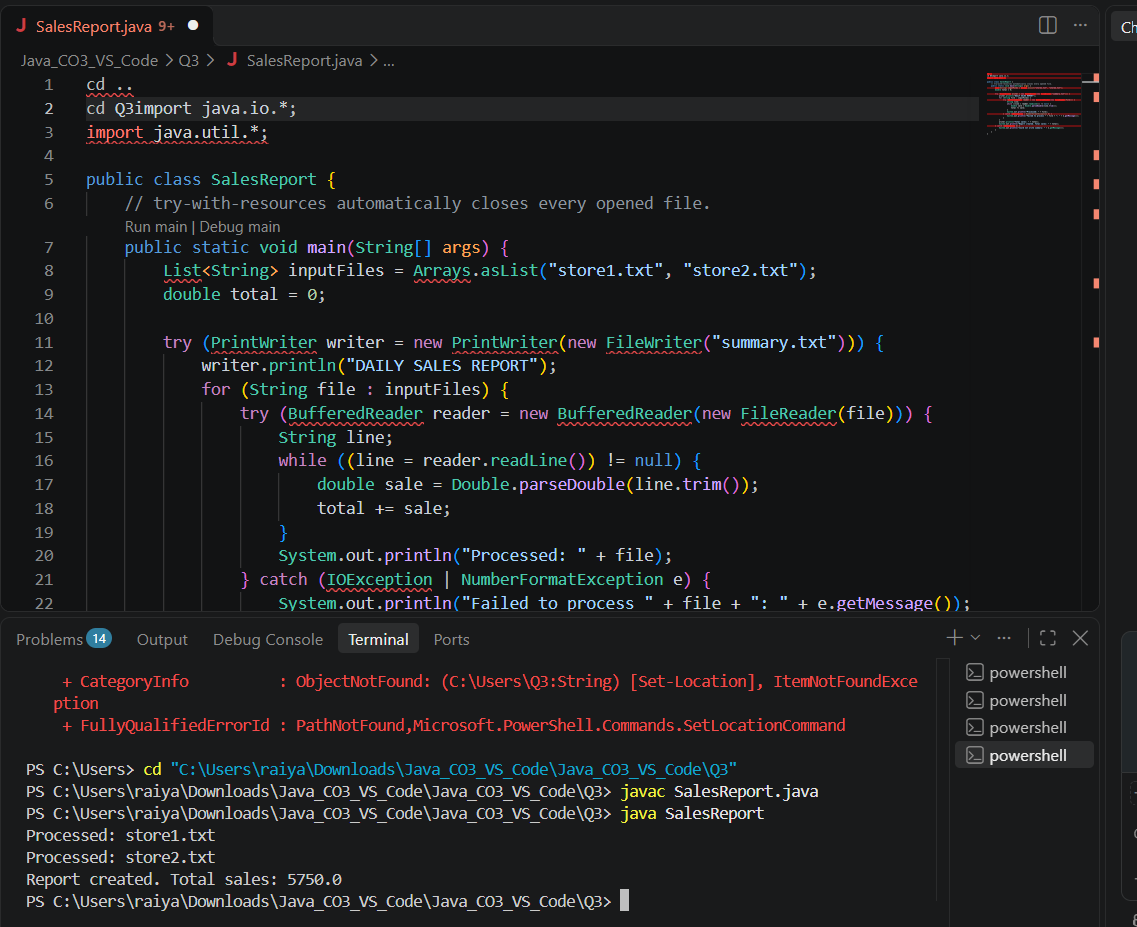 SalesReport.java 9+
Ch
Java_CO3_VS_Code > Q3 > SalesReport.java > ...
1 cd ..
2 cd Q3import java.io.*;
3 import java.util.*;
4
5 public class SalesReport {
6 // try-with-resources automatically closes every opened file.
Run main | Debug main
7 public static void main(String[] args) {
8 List<String> inputFiles = Arrays.asList("store1.txt", "store2.txt");
9 double total = 0;
10
11 try (PrintWriter writer = new PrintWriter(new FileWriter("summary.txt"))) {
12 writer.println("DAILY SALES REPORT");
13 for (String file : inputFiles) {
14 try (BufferedReader reader = new BufferedReader(new FileReader(file))) {
15 String line;
16 while ((line = reader.readLine()) != null) {
17 double sale = Double.parseDouble(line.trim());
18 total += sale;
19 }
20 System.out.println("Processed: " + file);
21 } catch (IOException | NumberFormatException e) {
22 System.out.println("Failed to process " + file + ": " + e.getMessage());
Problems 14 Output Debug Console Terminal Ports
+ CategoryInfo : ObjectNotFound: (C:\Users\Q3:String) [Set-Location], ItemNotFoundExce
ption
+ FullyQualifiedErrorId : PathNotFound,Microsoft.PowerShell.Commands.SetLocationCommand
PS C:\Users> cd "C:\Users\raiya\Downloads\Java_CO3_VS_Code\Java_CO3_VS_Code\Q3"
PS C:\Users\raiya\Downloads\Java_CO3_VS_Code\Java_CO3_VS_Code\Q3> javac SalesReport.java
PS C:\Users\raiya\Downloads\Java_CO3_VS_Code\Java_CO3_VS_Code\Q3> java SalesReport
Processed: store1.txt
Processed: store2.txt
Report created. Total sales: 5750.0
PS C:\Users\raiya\Downloads\Java_CO3_VS_Code\Java_CO3_VS_Code\Q3>
powershell
powershell
powershell
powershell